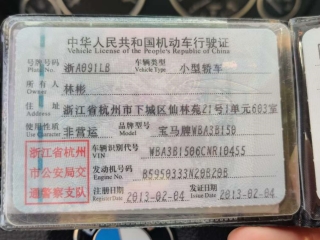 中华人民共和国机动车行驶证
Vehicle License of the People's Republic of China
号牌号码 浙A091LB 车辆类型 小型轿车
Plate No. Vehicle Type
所有人 林彬
Owner
住址 浙江省杭州市下城区仙林苑21号1单元603室
Address
使用性质 非营运 品牌型号 宝马牌WBA3B150
Use Character Model
浙江省杭州 车辆识别代号 WBA3B1506CNR10455
VIN
市公安局交 发动机号码 B5950333N20B20B
Engine No.
通警察支队 注册日期 2013-02-04 发证日期 2013-02-04
Register Date Issue Date